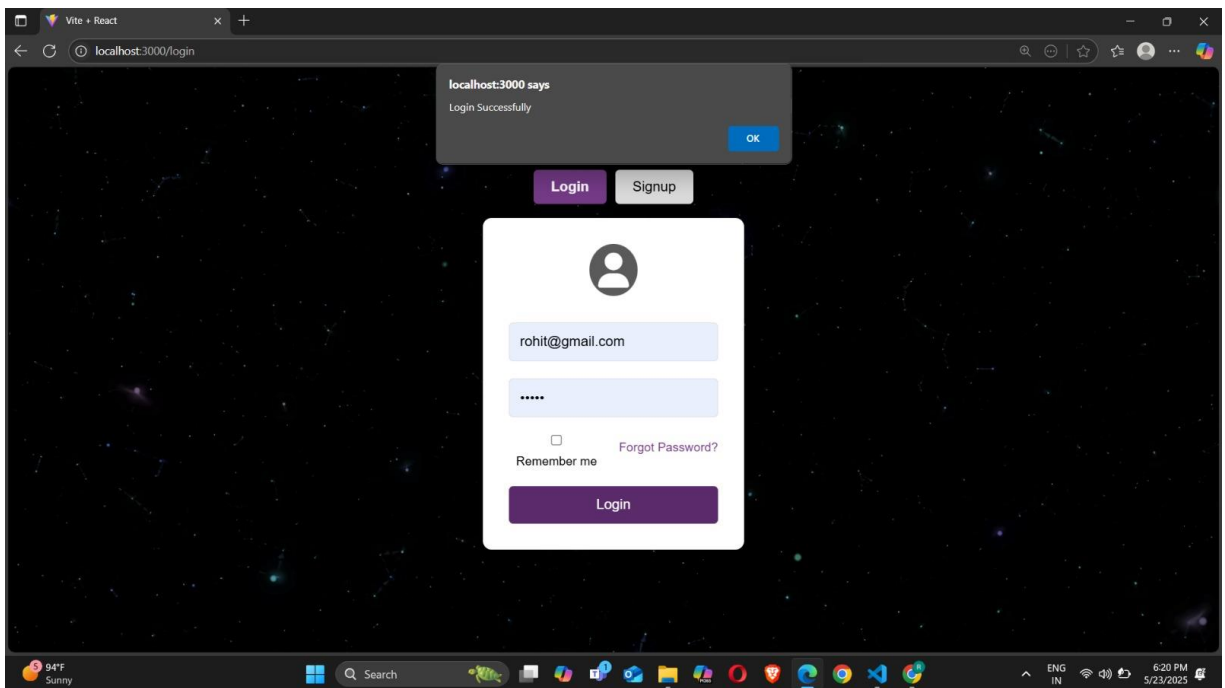 Vite + React
localhost:3000/login
localhost:3000 says
Login Successfully
OK
Login
Signup
rohit@gmail.com
•••••
Remember me
Forgot Password?
Login
5
94°F
Sunny
Search
ENG
IN
6:20 PM
5/23/2025